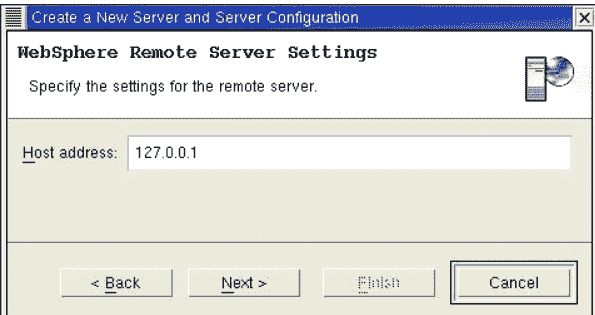 Create a New Server and Server Configuration
WebSphere Remote Server Settings
Specify the settings for the remote server.
Host address: 127.0.0.1
< Back Next > Finish Cancel